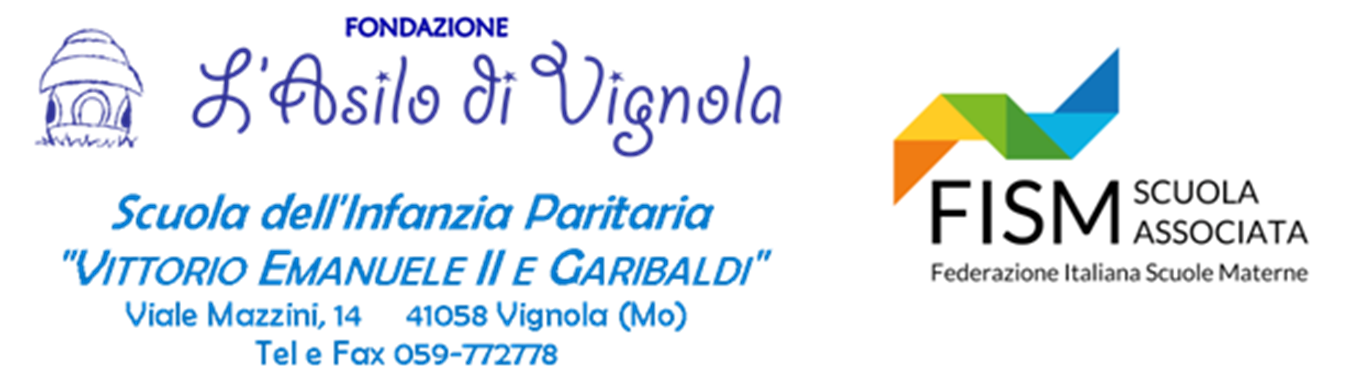 FONDAZIONE
L'Asilo di Vignola
Scuola dell'Infanzia Paritaria
"VITTORIO EMANUELE II E GARIBALDI"
Viale Mazzini, 14 41058 Vignola (Mo)
Tel e Fax 059-772778
FISM SCUOLA
ASSOCIATA
Federazione Italiana Scuole Materne